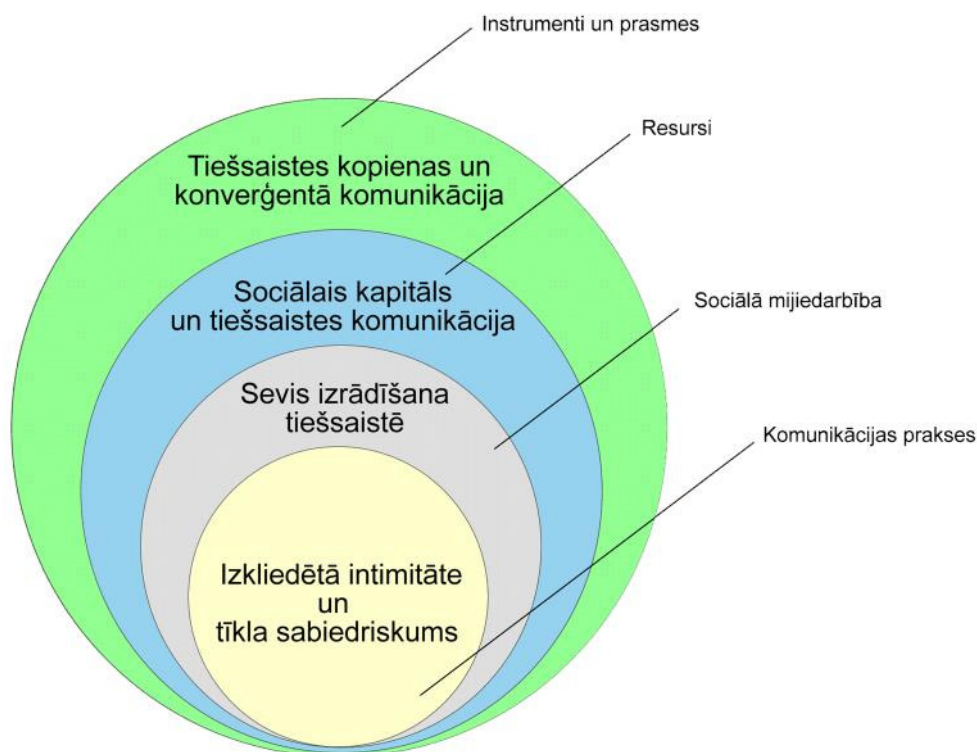 Instrumenti un prasmes
Resursi
Tiešsaistes kopienas un
konverģentā komunikācija
Sociālais kapitāls
un tiešsaistes komunikācija
Sociālā mijiedarbība
Sevis izrādīšana
tiešsaistē
Komunikācijas prakses
Izkliedētā intimitāte
un
tīkla sabiedriskums